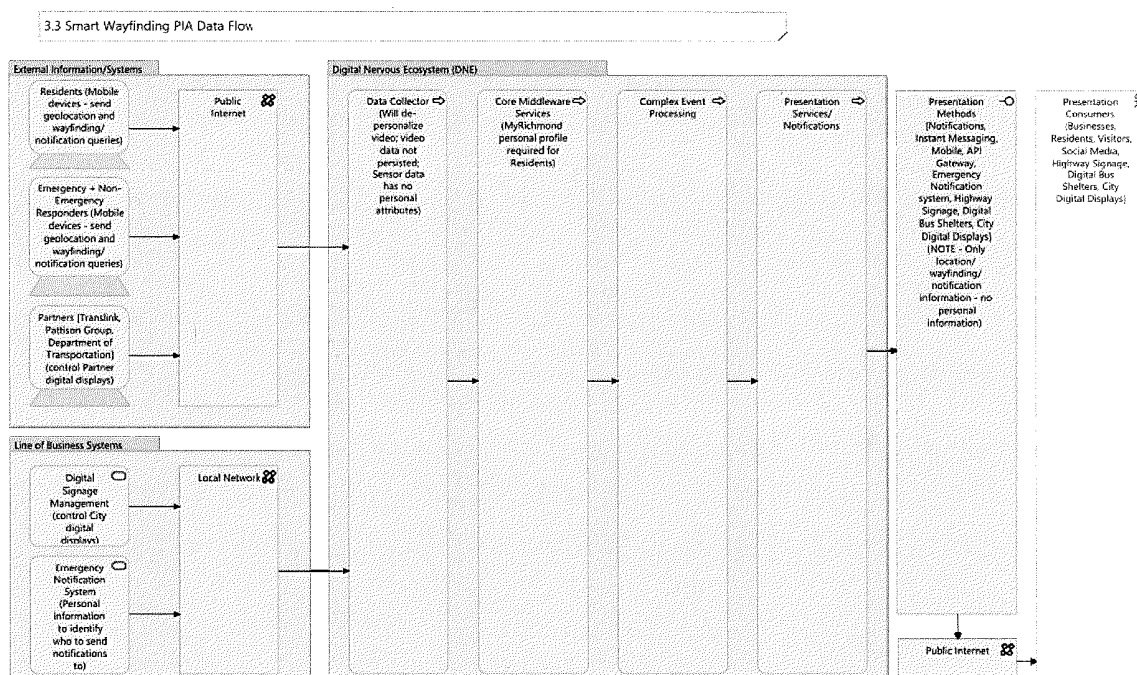 3.3 Smart Wayfinding PIA Data Flow
External Information/Systems
Residents (Mobile
devices - send
geolocation and
wayfinding/
notification queries)
Emergency + Non-
Emergency
Responders (Mobile
devices - send
geolocation and
wayfinding/
notification queries)
Partners (Translink,
Pattison Group,
Department of
Transportation)
(control Partner
digital displays)
Public
Internet
Line of Business Systems
Digital
Signage
Management
(control City
digital
displays)
Emergency
Notification
System
(Personal
information
to identify
who to send
notifications
to)
Local Network
Digital Nervous Ecosystem (DNE)
Data Collector
(Will de-
personalize
video; video
data not
persisted;
Sensor data
has no
personal
attributes)
Core Middleware
Services
(MyRichmond
personal profile
required for
Residents)
Complex Event
Processing
Presentation
Services/
Notifications
Presentation
Methods
(Notifications,
Instant Messaging,
Mobile, API
Gateway,
Emergency
Notification
system, Highway
Signage, Digital
Bus Shelters, City
Digital Displays)
(NOTE - Only
location/
wayfinding/
notification
information - no
personal
information)
Public Internet
Presentation
Consumers
(Businesses,
Residents, Visitors,
Social Media,
Highway Signage,
Digital Bus
Shelters, City
Digital Displays)